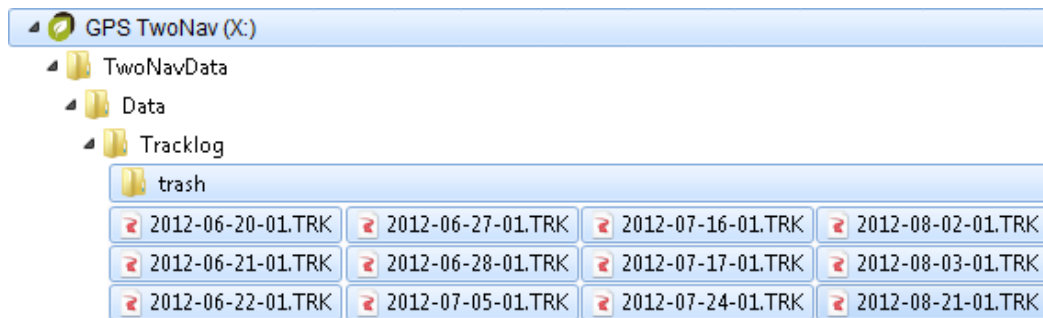 GPS TwoNav (X:)
TwoNavData
Data
Tracklog
trash
2012-06-20-01.TRK 2012-06-27-01.TRK 2012-07-16-01.TRK 2012-08-02-01.TRK
2012-06-21-01.TRK 2012-06-28-01.TRK 2012-07-17-01.TRK 2012-08-03-01.TRK
2012-06-22-01.TRK 2012-07-05-01.TRK 2012-07-24-01.TRK 2012-08-21-01.TRK